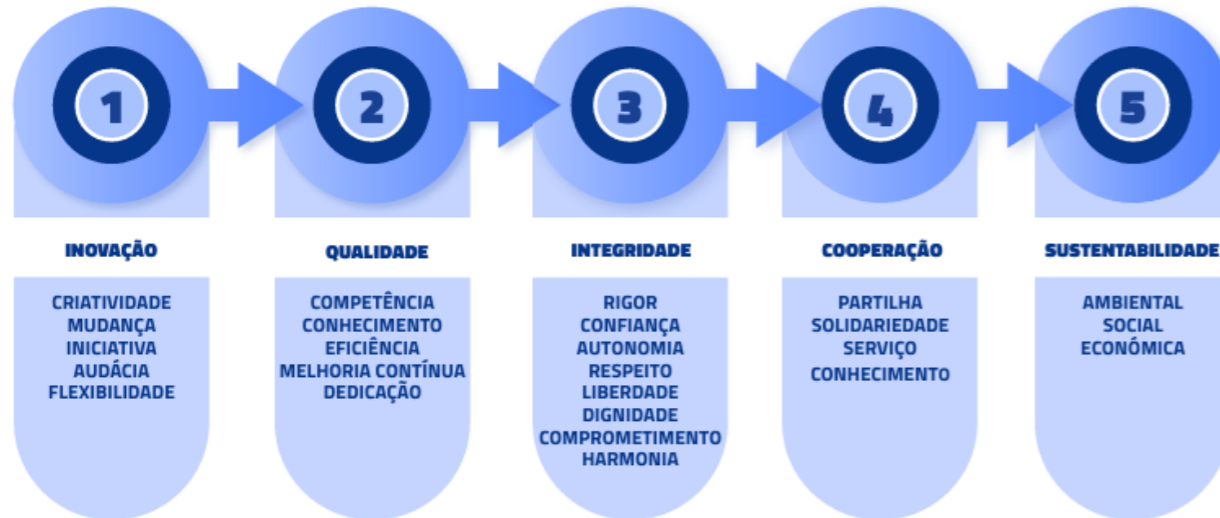 1
2
3
4
5
INOVAÇÃO
CRIATIVIDADE
MUDANÇA
INICIATIVA
AUDÁCIA
FLEXIBILIDADE
QUALIDADE
COMPETÊNCIA
CONHECIMENTO
EFICIÊNCIA
MELHORIA CONTÍNUA
DEDICAÇÃO
INTEGRIDADE
RIGOR
CONFIANÇA
AUTONOMIA
RESPEITO
LIBERDADE
DIGNIDADE
COMPROMETIMENTO
HARMONIA
COOPERAÇÃO
PARTILHA
SOLIDARIEDADE
SERVIÇO
CONHECIMENTO
SUSTENTABILIDADE
AMBIENTAL
SOCIAL
ECONÓMICA